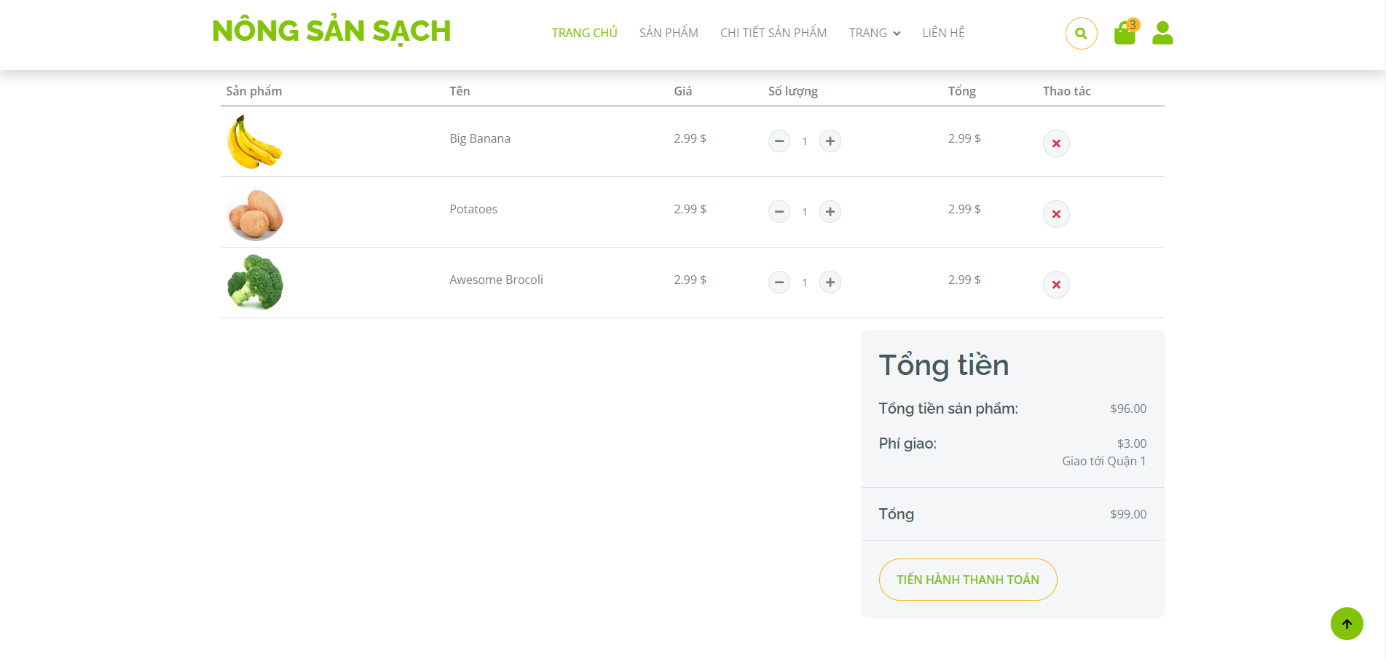 NÔNG SẢN SẠCH
TRANG CHỦ SẢN PHẨM CHI TIẾT SẢN PHẨM TRANG LIÊN HỆ
3
Sản phẩm Tên Giá Số lượng Tổng Thao tác
Big Banana 2.99 $ 1 2.99 $
Potatoes 2.99 $ 1 2.99 $
Awesome Brocoli 2.99 $ 1 2.99 $
Tổng tiền
Tổng tiền sản phẩm: $96.00
Phí giao: $3.00
Giao tới Quận 1
Tổng $99.00
TIẾN HÀNH THANH TOÁN